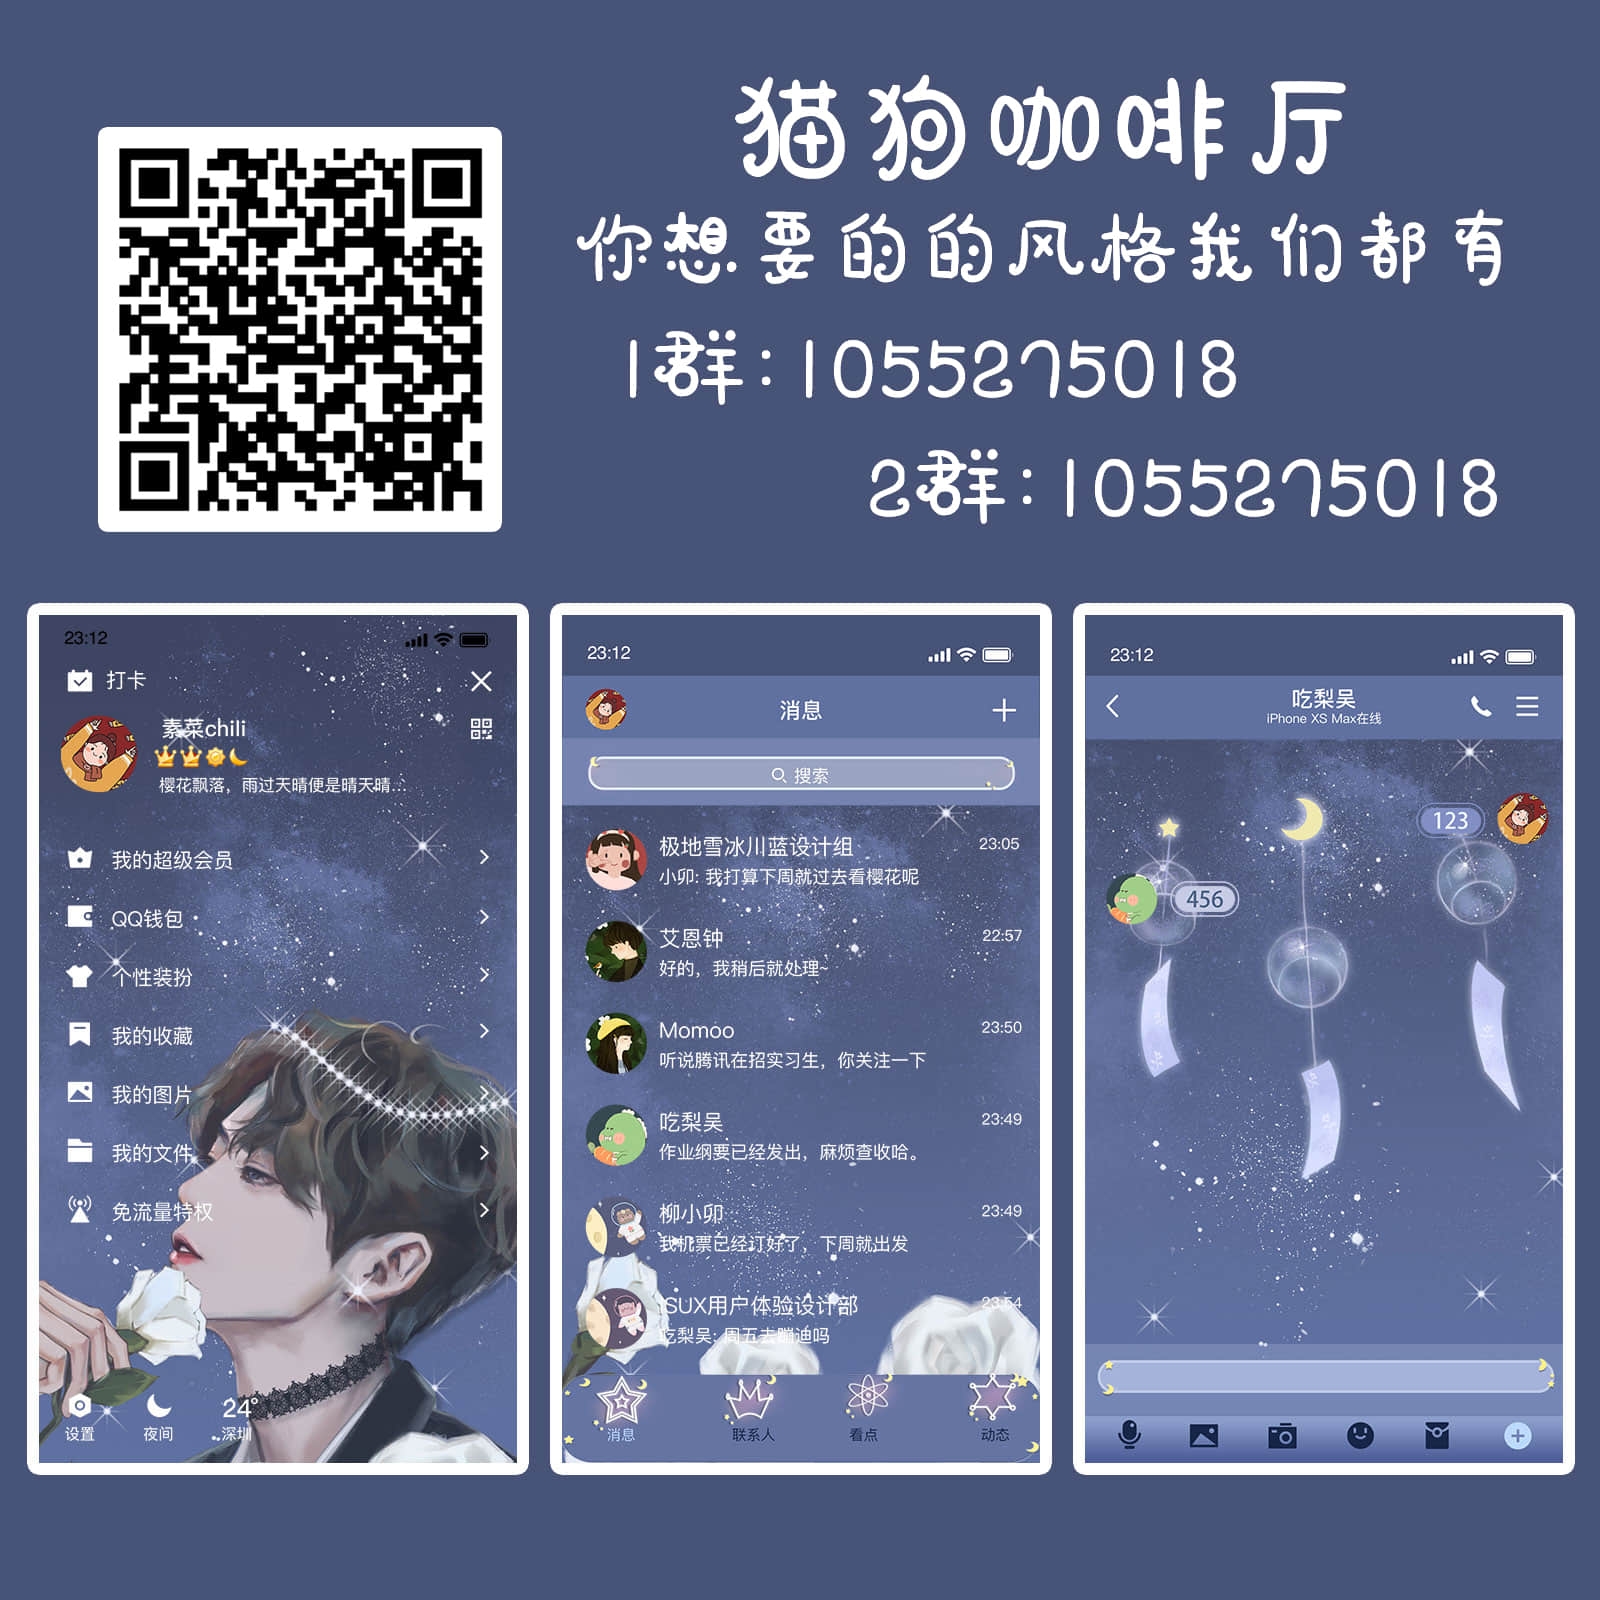 猫狗咖啡厅
你想要的的风格我们都有
1群:1055275018
2群:1055275018
23:12
打卡
素菜chili
樱花飘落，雨过天晴便是晴天晴...
我的超级会员
QQ钱包
个性装扮
我的收藏
我的图片
我的文件
免流量特权
24°
设置 夜间 深圳
23:12
消息
搜索
极地雪冰川蓝设计组 23:05
小卯: 我打算下周就过去看樱花呢
艾恩钟 22:57
好的，我稍后就处理~
Momoo 23:50
听说腾讯在招实习生，你关注一下
吃梨吴 23:49
作业纲要已经发出，麻烦查收哈。
柳小卯 23:49
我机票已经订好了，下周就出发
ISUX用户体验设计部 23:54
吃梨吴: 周五去蹦迪吗
消息 联系人 看点 动态
23:12
吃梨吴
iPhone XS Max在线
123
456